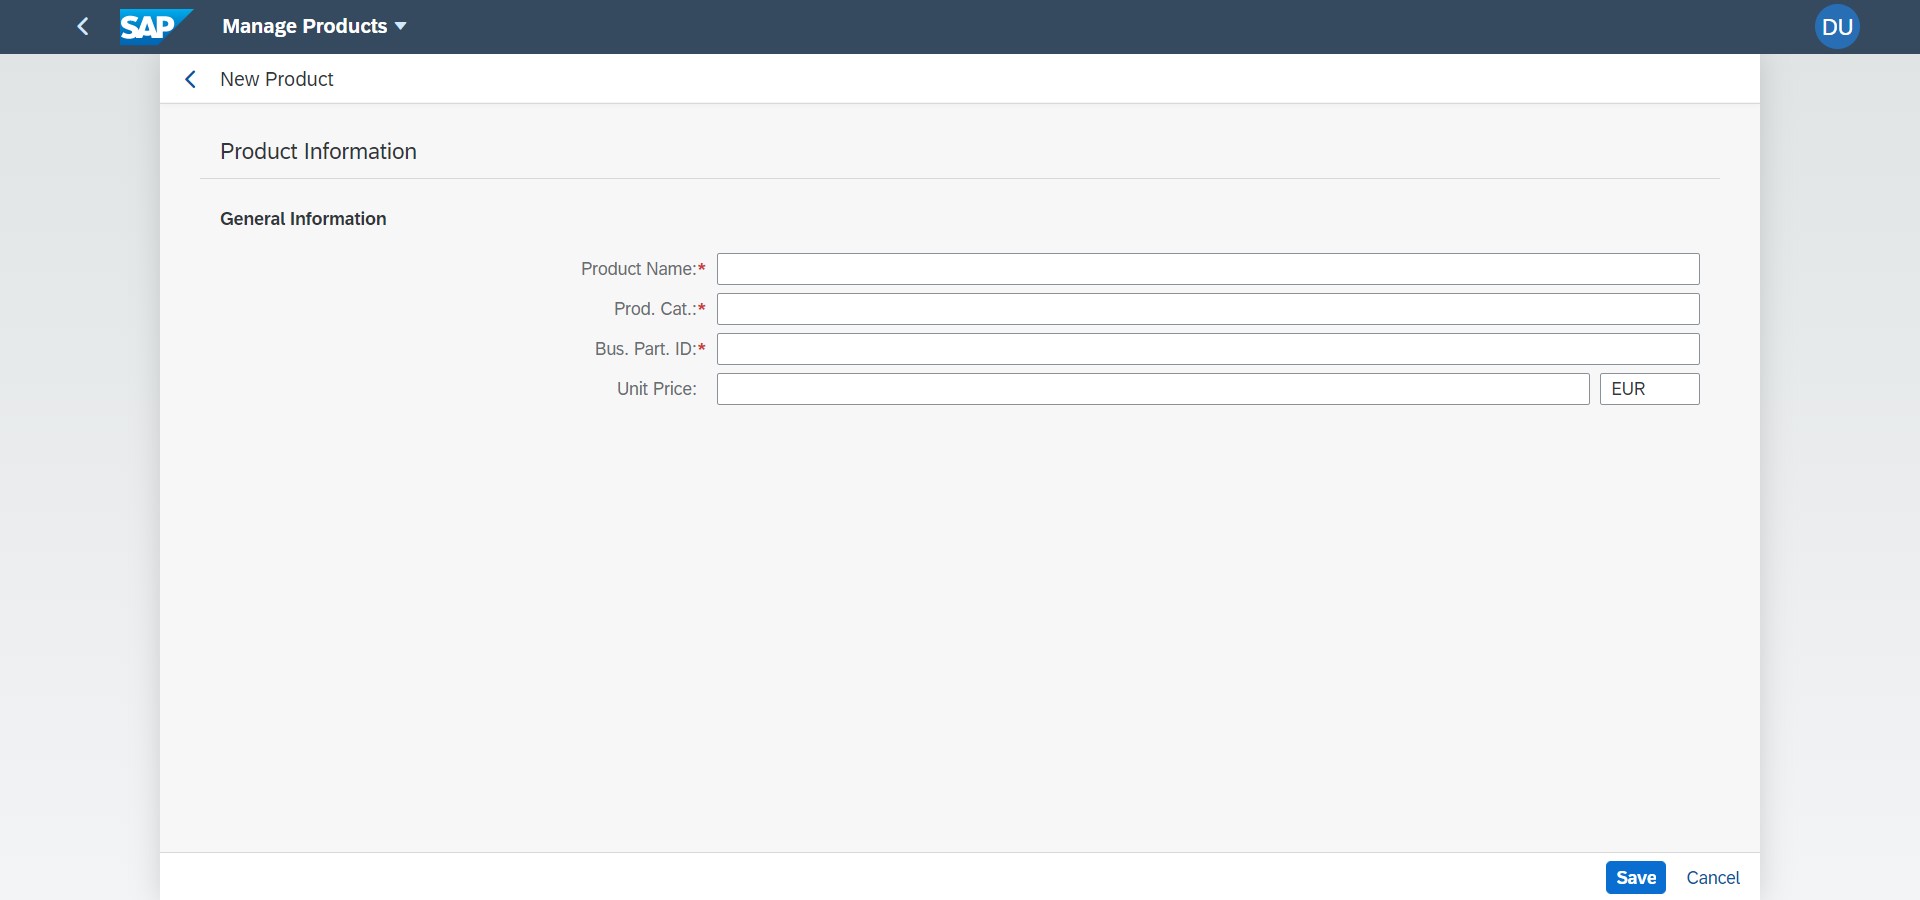 SAP Manage Products DU
New Product
Product Information
General Information
Product Name:*
Prod. Cat.:*
Bus. Part. ID:*
Unit Price: EUR
Save Cancel